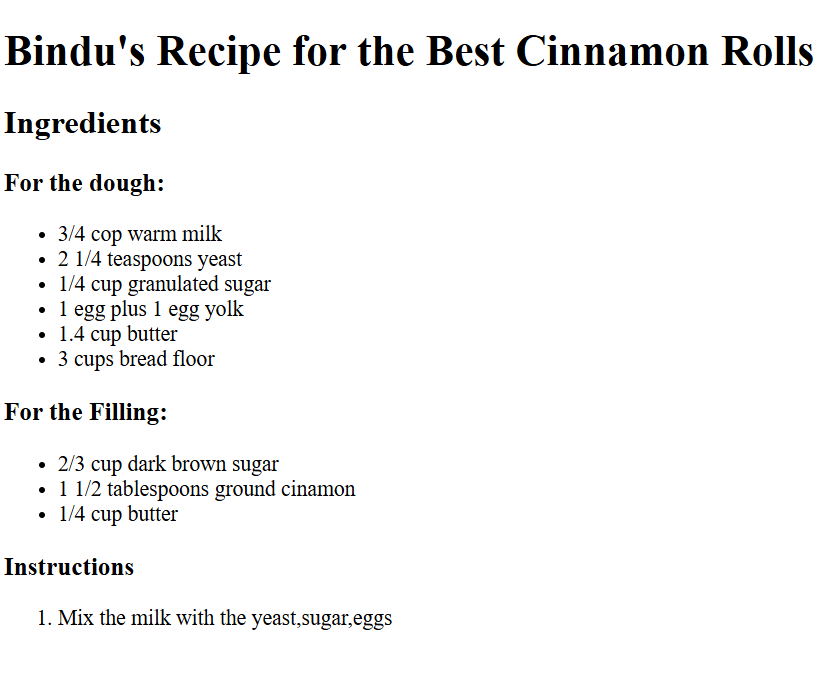 Bindu's Recipe for the Best Cinnamon Rolls
Ingredients
For the dough:
• 3/4 cop warm milk
• 2 1/4 teaspoons yeast
• 1/4 cup granulated sugar
• 1 egg plus 1 egg yolk
• 1.4 cup butter
• 3 cups bread floor
For the Filling:
• 2/3 cup dark brown sugar
• 1 1/2 tablespoons ground cinamon
• 1/4 cup butter
Instructions
1. Mix the milk with the yeast,sugar,eggs